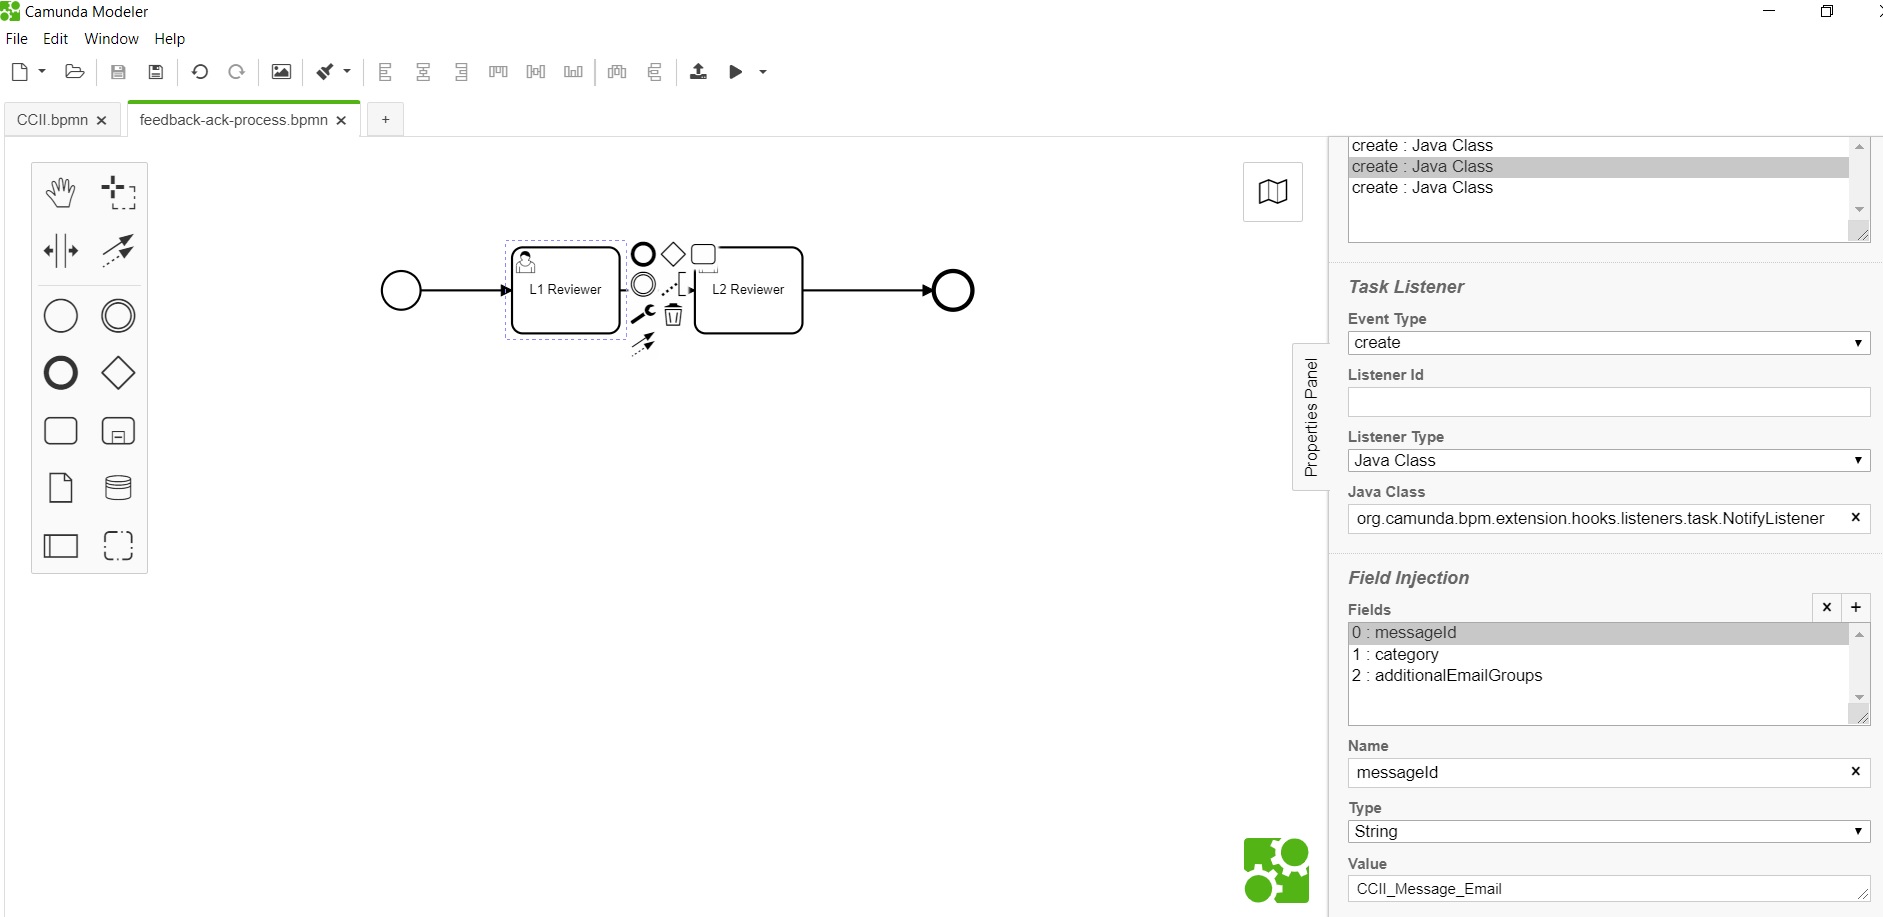 Camunda Modeler
File Edit Window Help
CCII.bpmn ×
feedback-ack-process.bpmn ×
+
L1 Reviewer
L2 Reviewer
Properties Panel
create : Java Class
create : Java Class
create : Java Class
Task Listener
Event Type
create
Listener Id
Listener Type
Java Class
Java Class
org.camunda.bpm.extension.hooks.listeners.task.NotifyListener ×
Field Injection
Fields × +
0 : messageId
1 : category
2 : additionalEmailGroups
Name
messageId ×
Type
String
Value
CCII_Message_Email